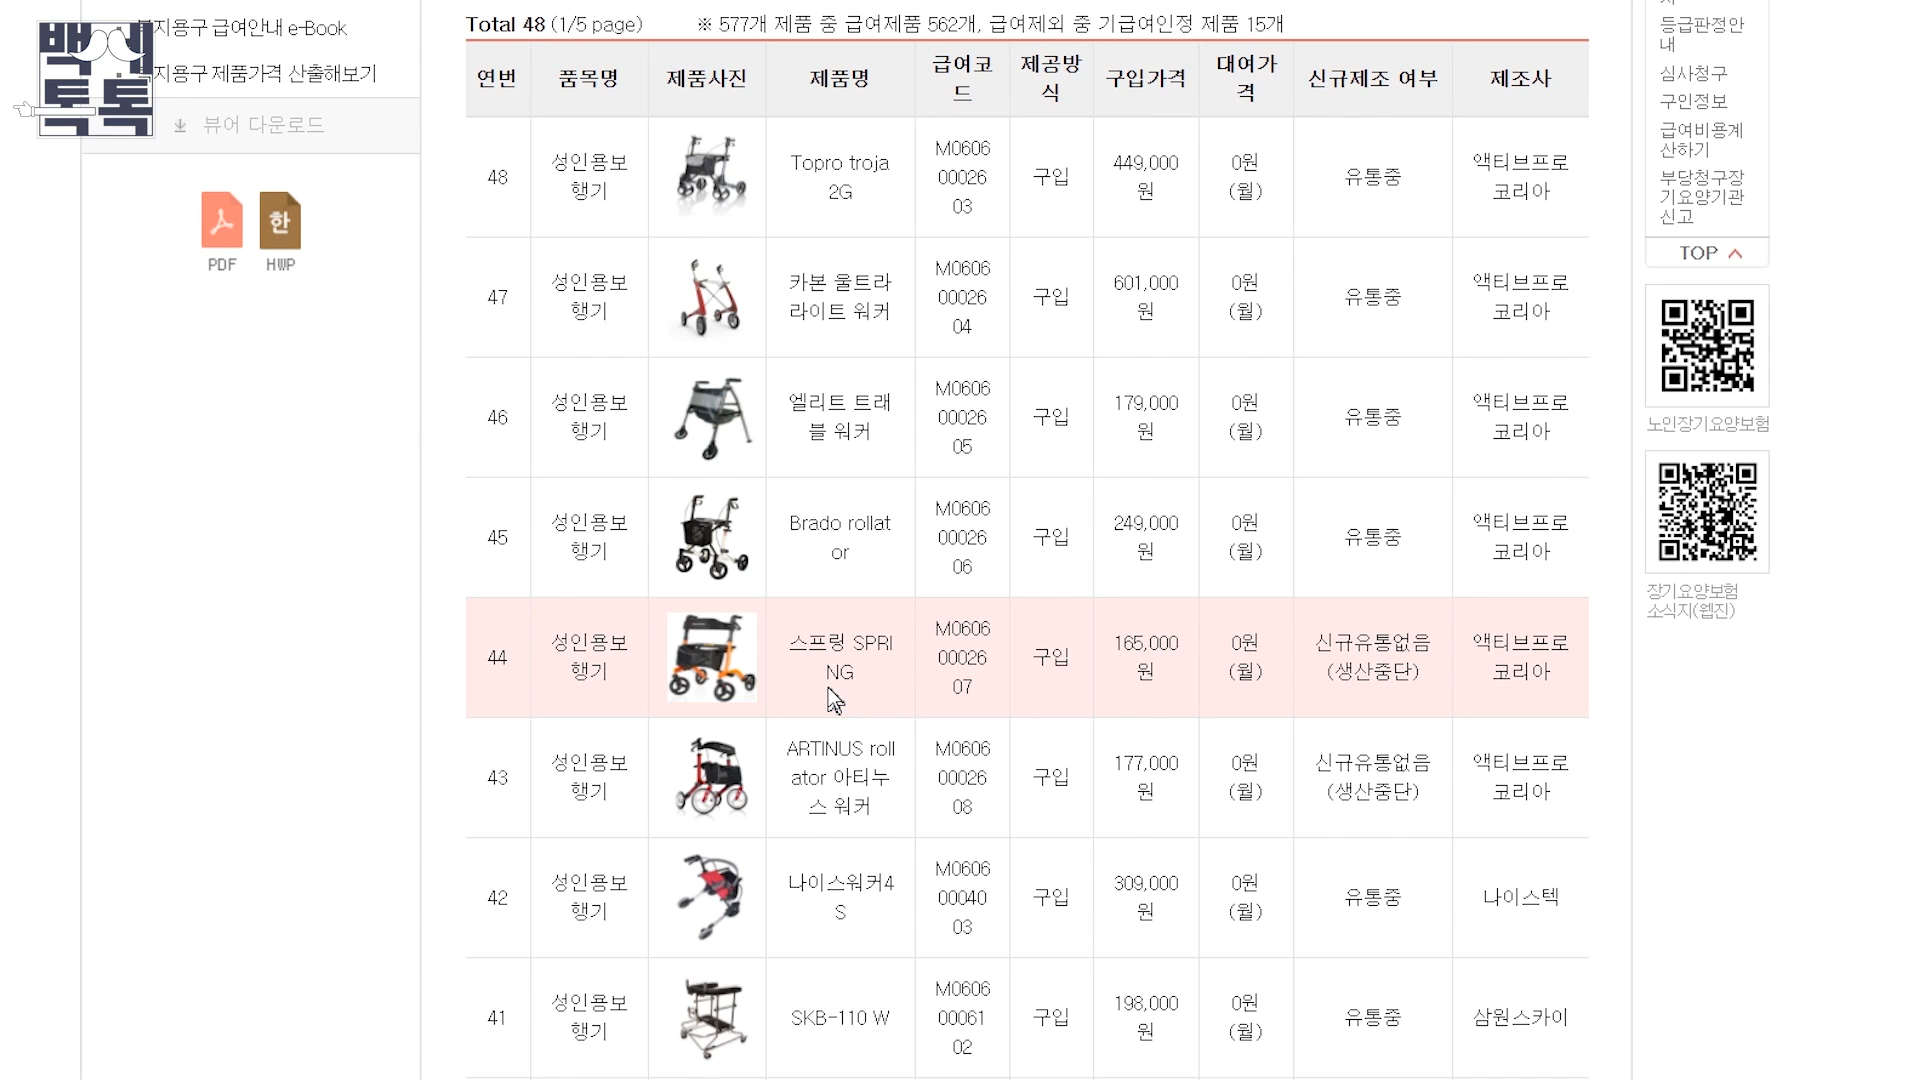 백세
톡톡
복지용구 급여안내 e-Book
복지용구 제품가격 산출해보기
뷰어 다운로드
PDF
한
HWP
Total 48 (1/5 page) ※ 577개 제품 중 급여제품 562개, 급여제외 중 기급여인정 제품 15개
연번 품목명 제품사진 제품명 급여코드 제공방식 구입가격 대여가격 신규제조 여부 제조사
48 성인용보행기 Topro troja 2G M06060002603 구입 449,000원 0원(월) 유통중 액티브프로코리아
47 성인용보행기 카본 울트라라이트 워커 M06060002604 구입 601,000원 0원(월) 유통중 액티브프로코리아
46 성인용보행기 엘리트 트래블 워커 M06060002605 구입 179,000원 0원(월) 유통중 액티브프로코리아
45 성인용보행기 Brado rollator M06060002606 구입 249,000원 0원(월) 유통중 액티브프로코리아
44 성인용보행기 스프링 SPRING M06060002607 구입 165,000원 0원(월) 신규유통없음(생산중단) 액티브프로코리아
43 성인용보행기 ARTINUS rollator 아티누스 워커 M06060002608 구입 177,000원 0원(월) 신규유통없음(생산중단) 액티브프로코리아
42 성인용보행기 나이스워커4S M06060004003 구입 309,000원 0원(월) 유통중 나이스텍
41 성인용보행기 SKB-110 W M06060006102 구입 198,000원 0원(월) 유통중 삼원스카이
등급판정안
내
심사청구
구인정보
급여비용계
산하기
부당청구장
기요양기관
신고
TOP
노인장기요양보험
장기요양보험
소식지(웹진)